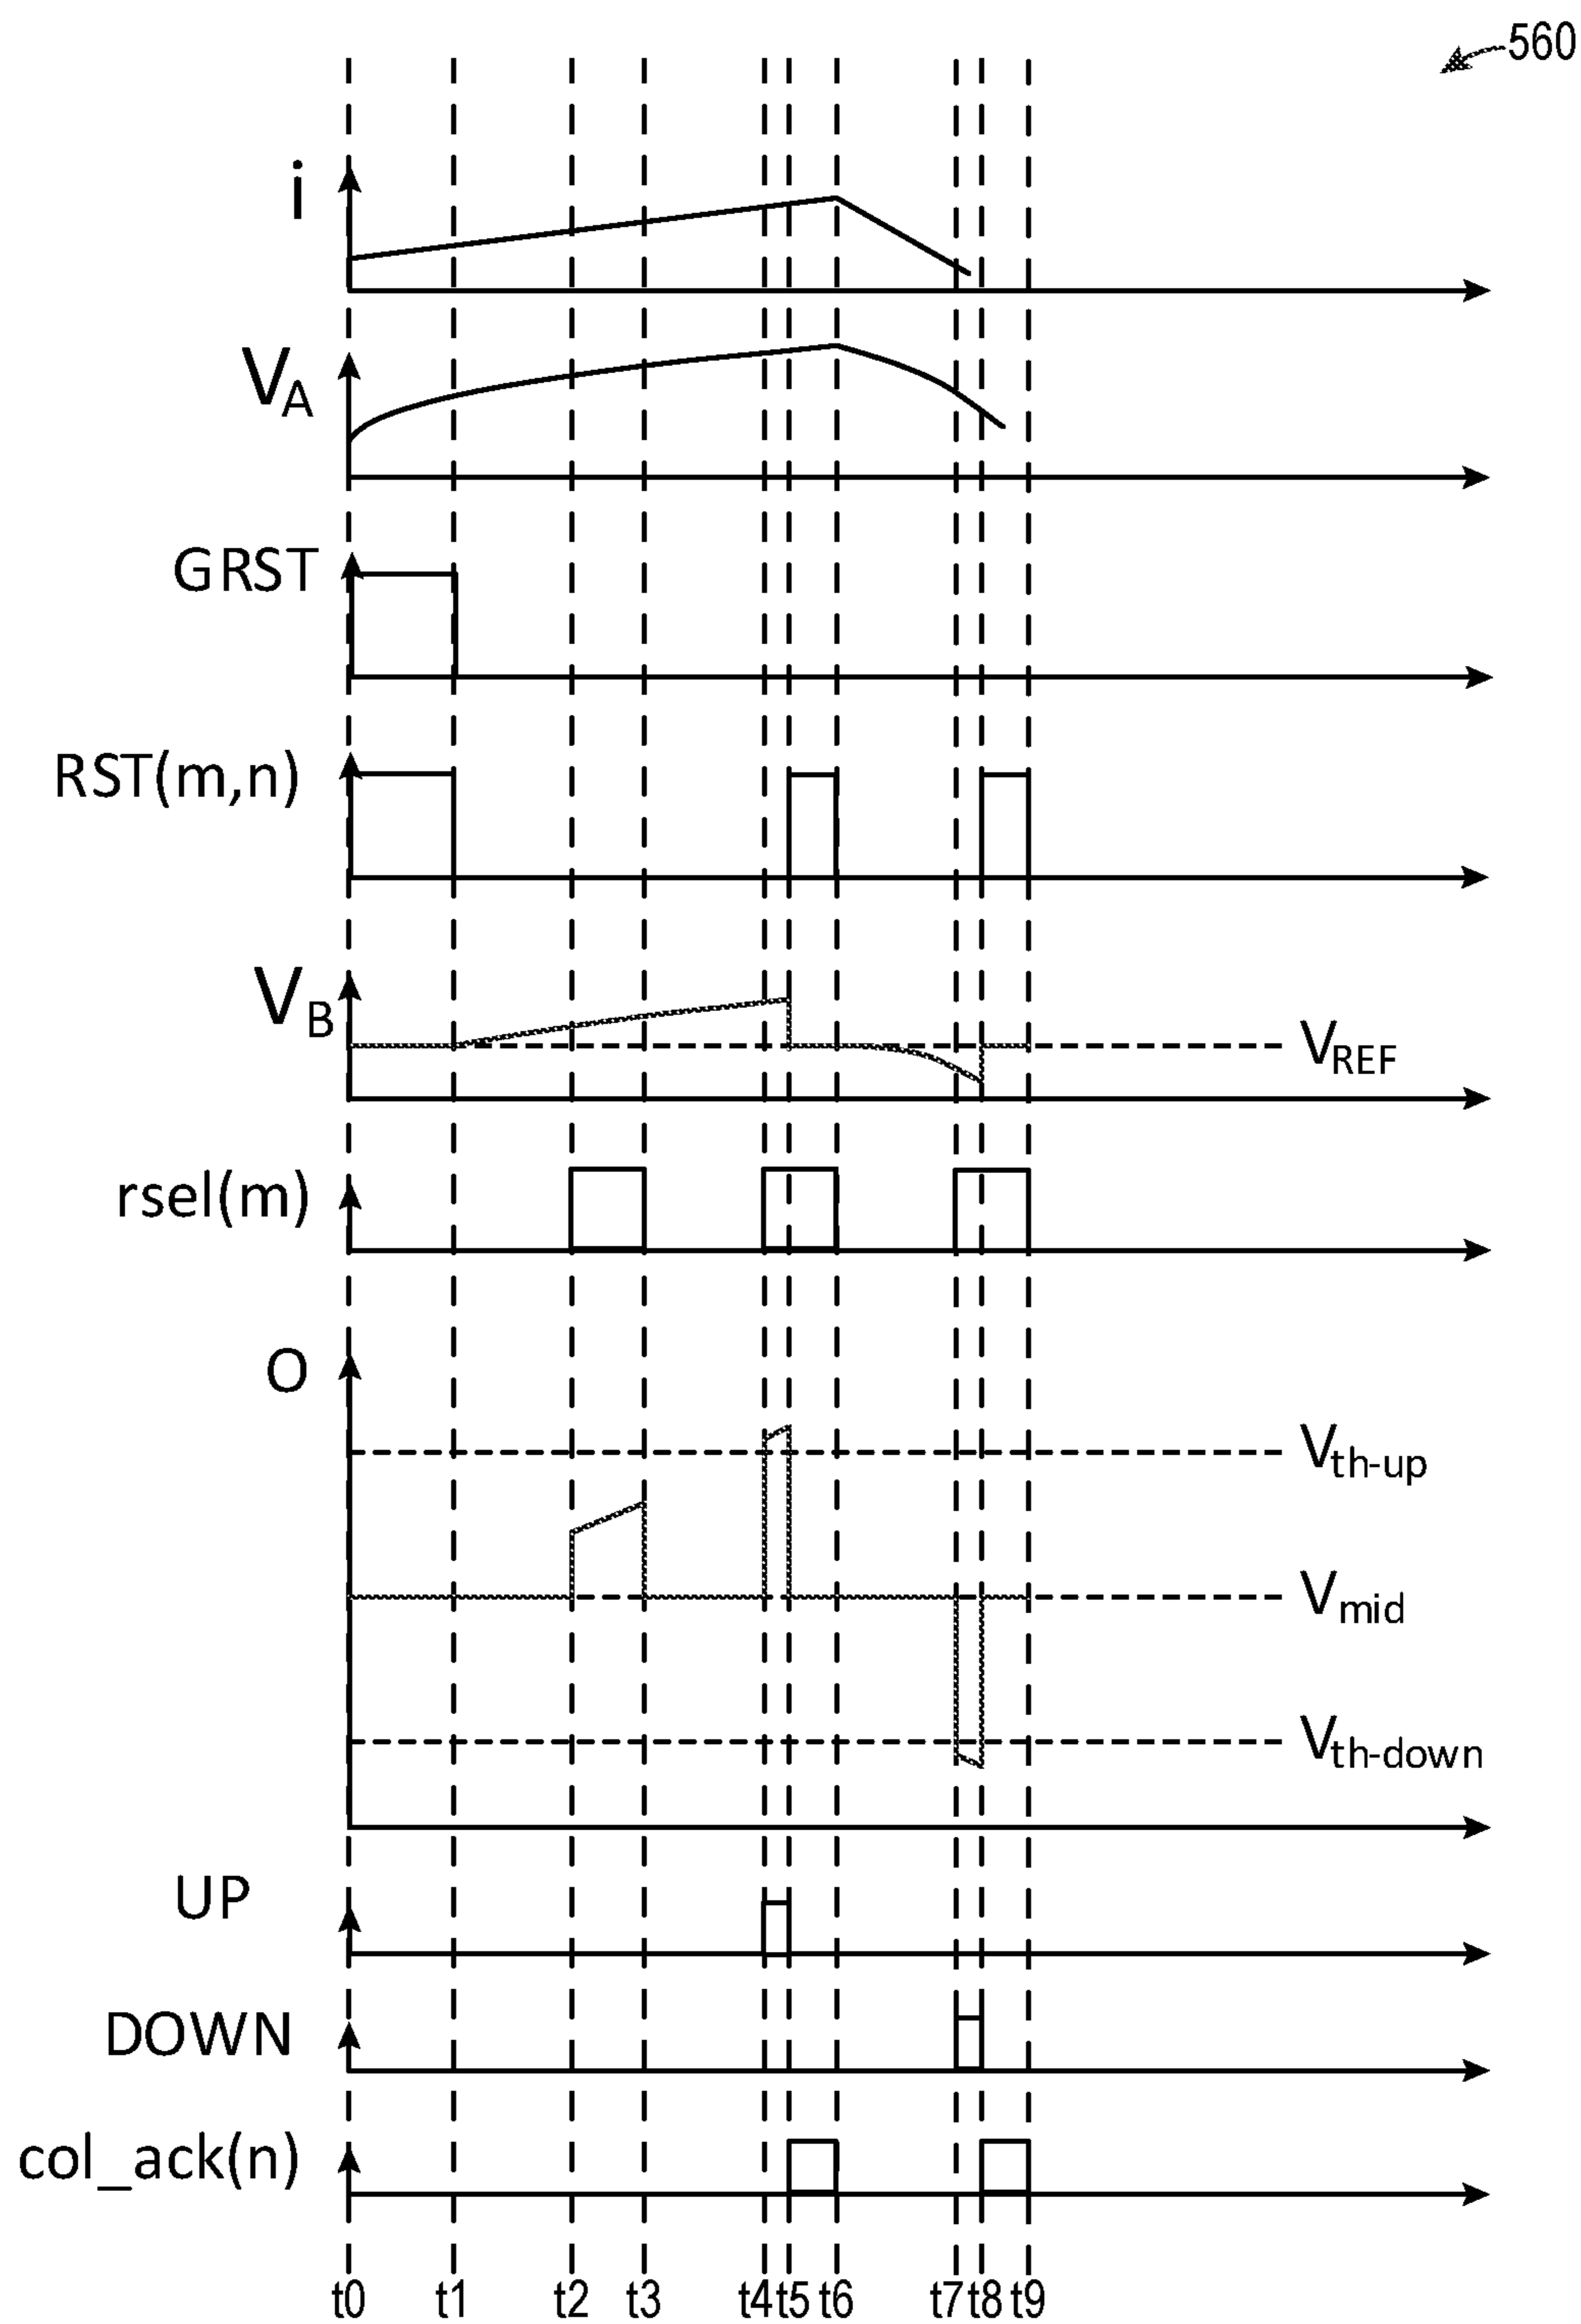 560
i
VA
GRST
RST(m,n)
VB
VREF
rsel(m)
O
Vth-up
Vmid
Vth-down
UP
DOWN
col_ack(n)
t0 t1 t2 t3 t4 t5 t6 t7 t8 t9